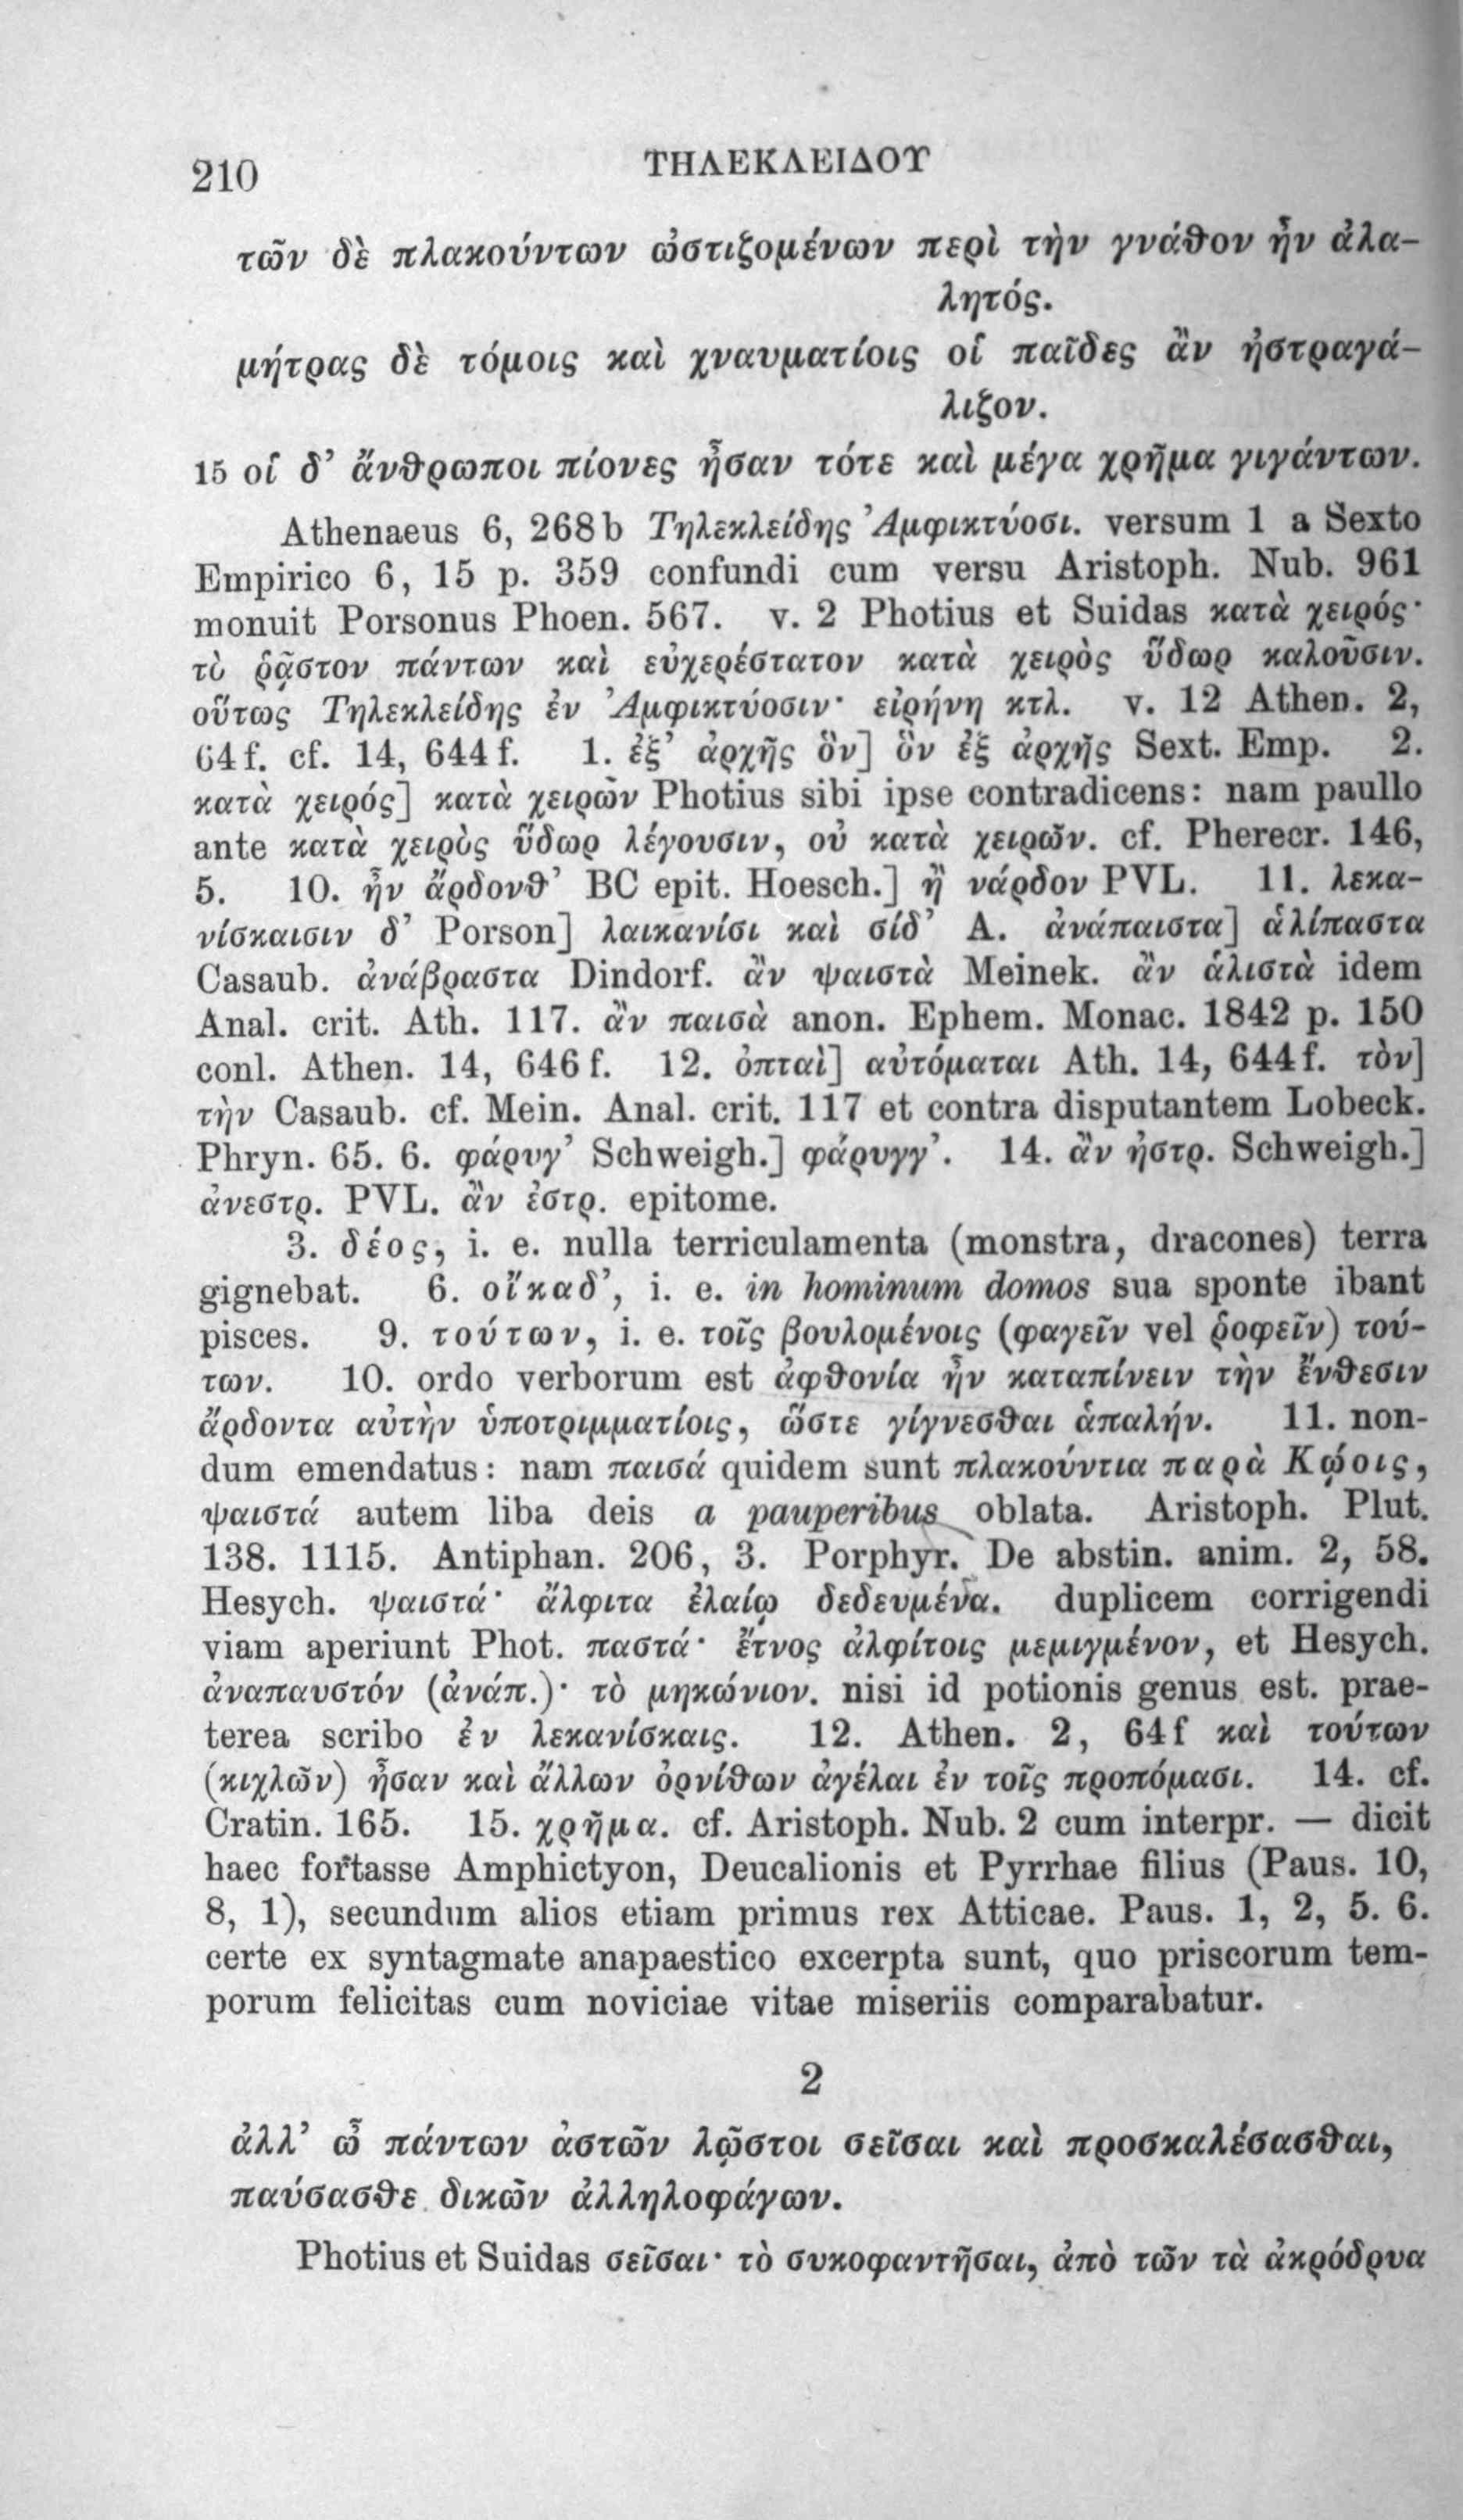 210 ΤΗΛΕΚΛΕΙΔΟΥ
τῶν δὲ πλακούντων ὠστιζομένων περὶ τὴν γνάθον ἦν ἀλα-
λητός.
μήτρας δὲ τόμοις καὶ χναυματίοις οἱ παῖδες ἂν ἠστραγά-
λιζον.
15 οἱ δ’ ἄνθρωποι πίονες ἦσαν τότε καὶ μέγα χρῆμα γιγάντων.
Athenaeus 6, 268b Τηλεκλείδης Ἀμφικτύοσι. versum 1 a Sexto
Empirico 6, 15 p. 359 confundi cum versu Aristoph. Nub. 961
monuit Porsonus Phoen. 567. v. 2 Photius et Suidas κατὰ χειρός·
τὸ ῥᾷστον πάντων καὶ εὐχερέστατον κατὰ χειρὸς ὕδωρ καλοῦσιν.
οὕτως Τηλεκλείδης ἐν Ἀμφικτύοσιν· εἰρήνη κτλ. v. 12 Athen. 2,
64f. cf. 14, 644f. 1. ἐξ’ ἀρχῆς ὃν] ὃν ἐξ ἀρχῆς Sext. Emp. 2.
κατὰ χειρός] κατὰ χειρῶν Photius sibi ipse contradicens: nam paullo
ante κατὰ χειρὸς ὕδωρ λέγουσιν, οὐ κατὰ χειρῶν. cf. Pherecr. 146,
5. 10. ἦν ἄρδονθ’ BC epit. Hoesch.] ἢ νάρδον PVL. 11. λεκα-
νίσκαισιν δ’ Porson] λαικανίσι καὶ σίδ’ A. ἀνάπαιστα] ἁλίπαστα
Casaub. ἀνάβραστα Dindorf. ἂν ψαιστὰ Meinek. ἂν ἁλιστὰ idem
Anal. crit. Ath. 117. ἂν παισὰ anon. Ephem. Monac. 1842 p. 150
conl. Athen. 14, 646f. 12. ὀπταὶ] αὐτόμαται Ath. 14, 644f. τὸν]
τὴν Casaub. cf. Mein. Anal. crit. 117 et contra disputantem Lobeck.
Phryn. 65. 6. φάρυγ’ Schweigh.] φάρυγγ’. 14. ἂν ἠστρ. Schweigh.]
ἀνεστρ. PVL. ἂν ἐστρ. epitome.
3. δέος, i. e. nulla terriculamenta (monstra, dracones) terra
gignebat. 6. οἴκαδ’, i. e. in hominum domos sua sponte ibant
pisces. 9. τούτων, i. e. τοῖς βουλομένοις (φαγεῖν vel ῥοφεῖν) τού-
των. 10. ordo verborum est ἀφθονία ἦν καταπίνειν τὴν ἔνθεσιν
ἄρδοντα αὐτὴν ὑποτριμματίοις, ὥστε γίγνεσθαι ἁπαλήν. 11. non-
dum emendatus: nam παισά quidem sunt πλακούντια παρὰ Κῴοις,
ψαιστά autem liba deis a pauperibus oblata. Aristoph. Plut.
138. 1115. Antiphan. 206, 3. Porphyr. De abstin. anim. 2, 58.
Hesych. ψαιστά· ἄλφιτα ἐλαίῳ δεδευμένα. duplicem corrigendi
viam aperiunt Phot. παστά· ἔτνος ἀλφίτοις μεμιγμένον, et Hesych.
ἀναπαυστόν (ἀνάπ.)· τὸ μηκώνιον. nisi id potionis genus est. prae-
terea scribo ἐν λεκανίσκαις. 12. Athen. 2, 64f καὶ τούτων
(κιχλῶν) ἦσαν καὶ ἄλλων ὀρνίθων ἀγέλαι ἐν τοῖς προπόμασι. 14. cf.
Cratin. 165. 15. χρῆμα. cf. Aristoph. Nub. 2 cum interpr. — dicit
haec fortasse Amphictyon, Deucalionis et Pyrrhae filius (Paus. 10,
8, 1), secundum alios etiam primus rex Atticae. Paus. 1, 2, 5. 6.
certe ex syntagmate anapaestico excerpta sunt, quo priscorum tem-
porum felicitas cum noviciae vitae miseriis comparabatur.
2
ἀλλ’ ὦ πάντων ἀστῶν λῷστοι σεῖσαι καὶ προσκαλέσασθαι,
παύσασθε δικῶν ἀλληλοφάγων.
Photius et Suidas σεῖσαι· τὸ συκοφαντῆσαι, ἀπὸ τῶν τὰ ἀκρόδρυα